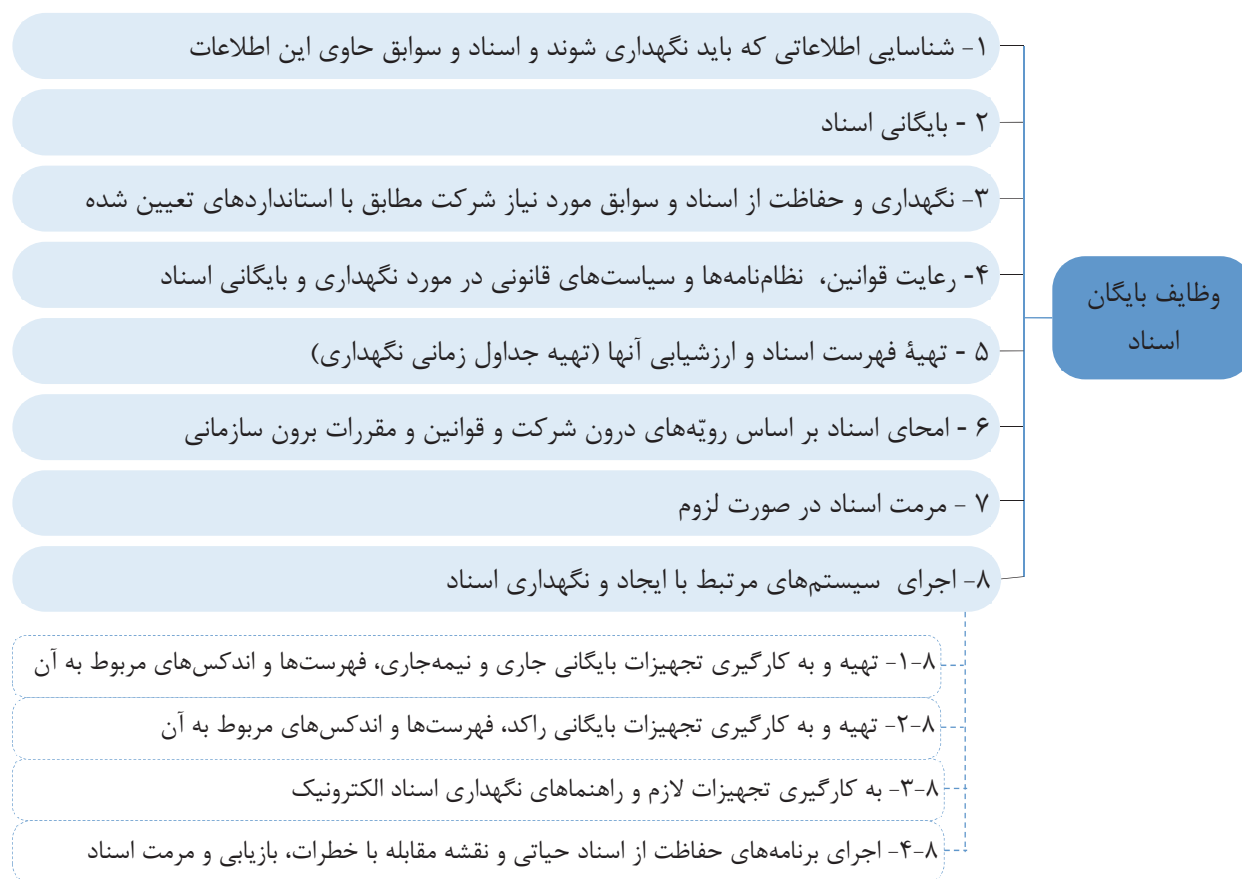 وظایف بایگان
اسناد
۱- شناسایی اطلاعاتی که باید نگهداری شوند و اسناد و سوابق حاوی این اطلاعات
۲ - بایگانی اسناد
۳- نگهداری و حفاظت از اسناد و سوابق مورد نیاز شرکت مطابق با استانداردهای تعیین شده
۴- رعایت قوانین، نظام‌نامه‌ها و سیاست‌های قانونی در مورد نگهداری و بایگانی اسناد
۵ - تهیۀ فهرست اسناد و ارزشیابی آنها (تهیه جداول زمانی نگهداری)
۶ - امحای اسناد بر اساس رویّه‌های درون شرکت و قوانین و مقررات برون سازمانی
۷ - مرمت اسناد در صورت لزوم
۸- اجرای سیستم‌های مرتبط با ایجاد و نگهداری اسناد
۸-۱- تهیه و به کارگیری تجهیزات بایگانی جاری و نیمه‌جاری، فهرست‌ها و اندکس‌های مربوط به آن
۸-۲- تهیه و به کارگیری تجهیزات بایگانی راکد، فهرست‌ها و اندکس‌های مربوط به آن
۸-۳- به کارگیری تجهیزات لازم و راهنماهای نگهداری اسناد الکترونیک
۸-۴- اجرای برنامه‌های حفاظت از اسناد حیاتی و نقشه مقابله با خطرات، بازیابی و مرمت اسناد